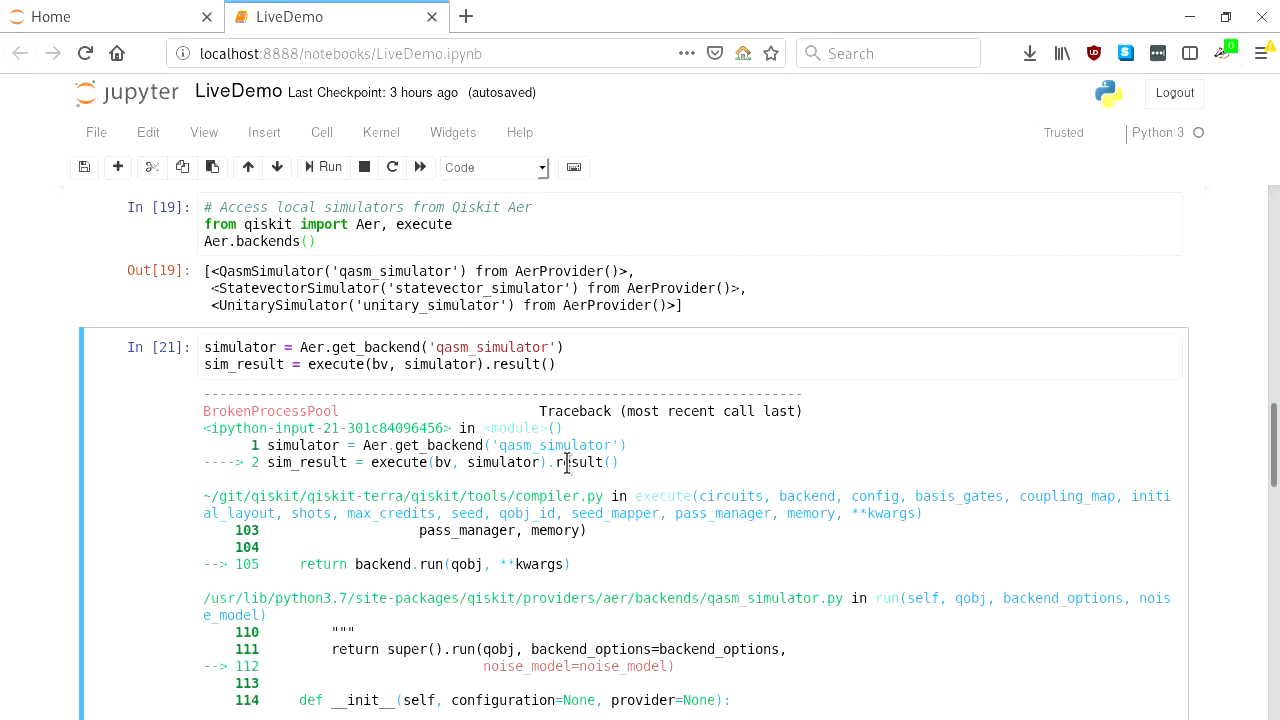 Home
LiveDemo
localhost:8888/notebooks/LiveDemo.ipynb
Search
0
jupyter LiveDemo Last Checkpoint: 3 hours ago (autosaved)
Logout
File Edit View Insert Cell Kernel Widgets Help
Trusted
Python 3
Run
Code
In [19]: # Access local simulators from Qiskit Aer
from qiskit import Aer, execute
Aer.backends()
Out[19]: [<QasmSimulator('qasm_simulator') from AerProvider()>,
<StatevectorSimulator('statevector_simulator') from AerProvider()>,
<UnitarySimulator('unitary_simulator') from AerProvider()>]
In [21]: simulator = Aer.get_backend('qasm_simulator')
sim_result = execute(bv, simulator).result()
---------------------------------------------------------------------------
BrokenProcessPool Traceback (most recent call last)
<ipython-input-21-301c84096456> in <module>()
1 simulator = Aer.get_backend('qasm_simulator')
----> 2 sim_result = execute(bv, simulator).result()
~/git/qiskit/qiskit-terra/qiskit/tools/compiler.py in execute(circuits, backend, config, basis_gates, coupling_map, initi
al_layout, shots, max_credits, seed, qobj_id, seed_mapper, pass_manager, memory, **kwargs)
103 pass_manager, memory)
104
--> 105 return backend.run(qobj, **kwargs)
/usr/lib/python3.7/site-packages/qiskit/providers/aer/backends/qasm_simulator.py in run(self, qobj, backend_options, nois
e_model)
110 """
111 return super().run(qobj, backend_options=backend_options,
--> 112 noise_model=noise_model)
113
114 def __init__(self, configuration=None, provider=None):